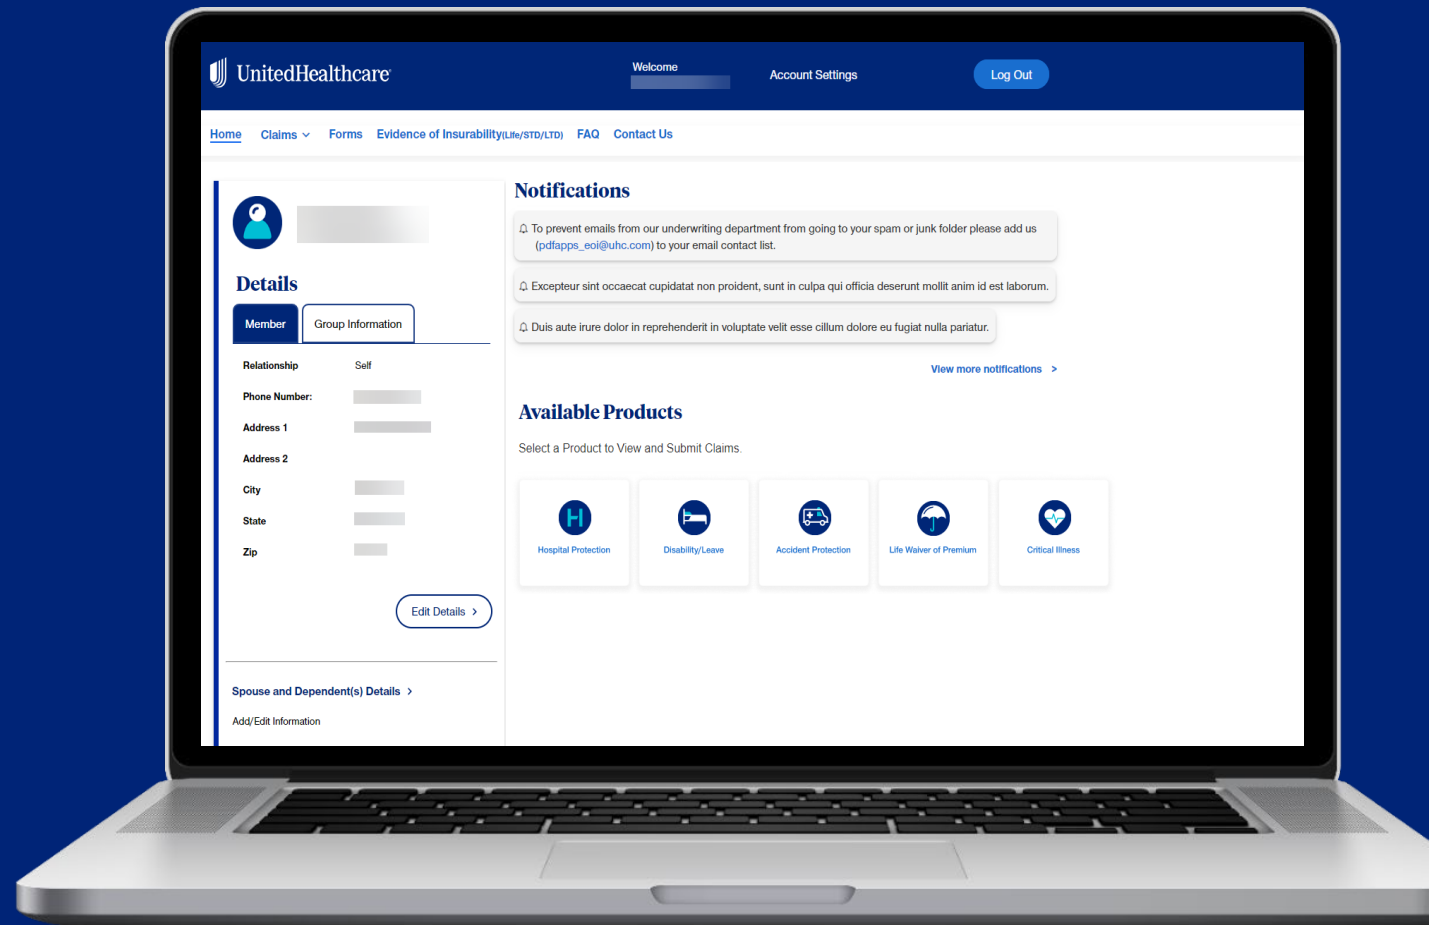 UnitedHealthcare
Welcome
Account Settings
Log Out
Home
Claims
Forms
Evidence of Insurability(Life/STD/LTD)
FAQ
Contact Us
Details
Member
Group Information
Relationship Self
Phone Number:
Address 1
Address 2
City
State
Zip
Edit Details >
Spouse and Dependent(s) Details >
Add/Edit Information
Notifications
To prevent emails from our underwriting department from going to your spam or junk folder please add us
(pdfapps_eoi@uhc.com) to your email contact list.
Excepteur sint occaecat cupidatat non proident, sunt in culpa qui officia deserunt mollit anim id est laborum.
Duis aute irure dolor in reprehenderit in voluptate velit esse cillum dolore eu fugiat nulla pariatur.
View more notifications >
Available Products
Select a Product to View and Submit Claims.
Hospital Protection
Disability/Leave
Accident Protection
Life Waiver of Premium
Critical Illness